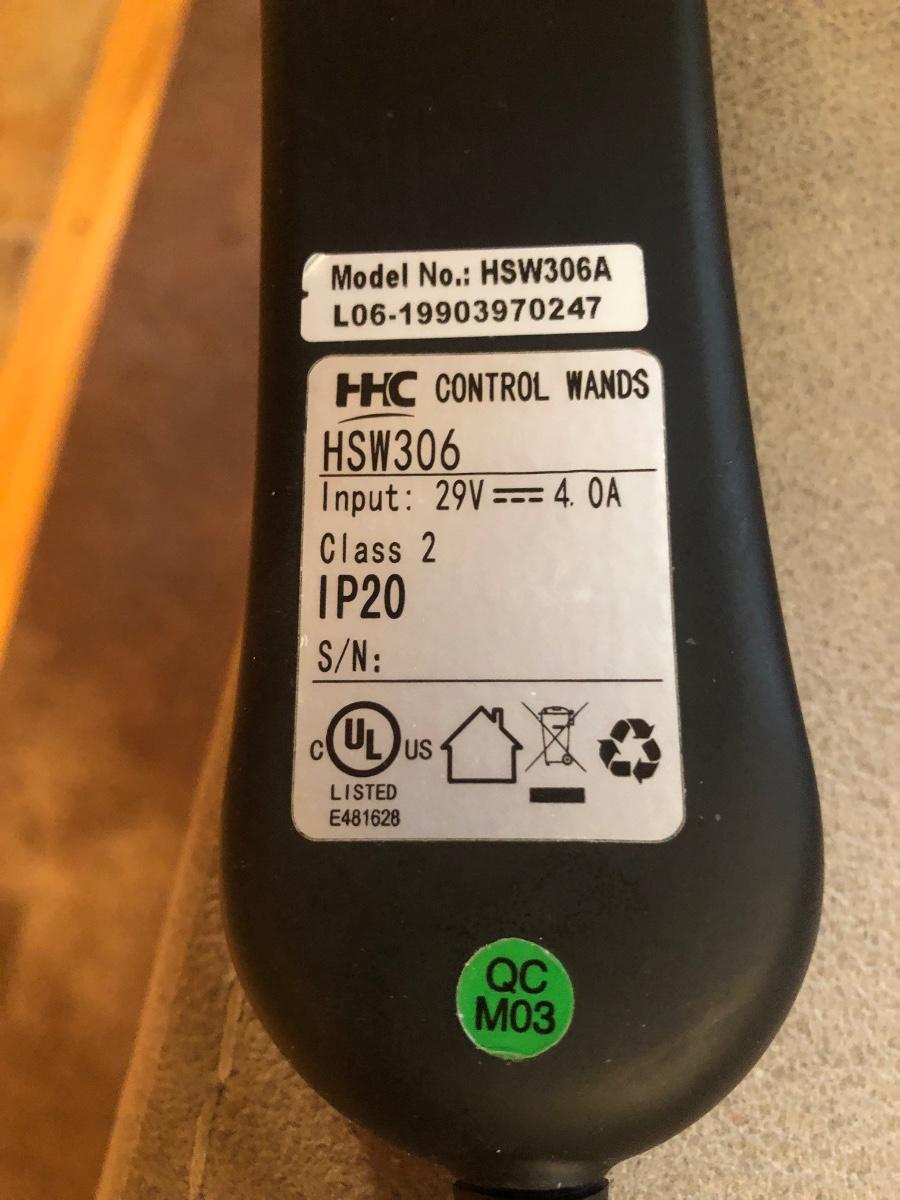 Model No.: HSW306A
L06-19903970247
HHC CONTROL WANDS
HSW306
Input: 29V⎓4.0A
Class 2
IP20
S/N:
C UL US
LISTED
E481628
QC
M03